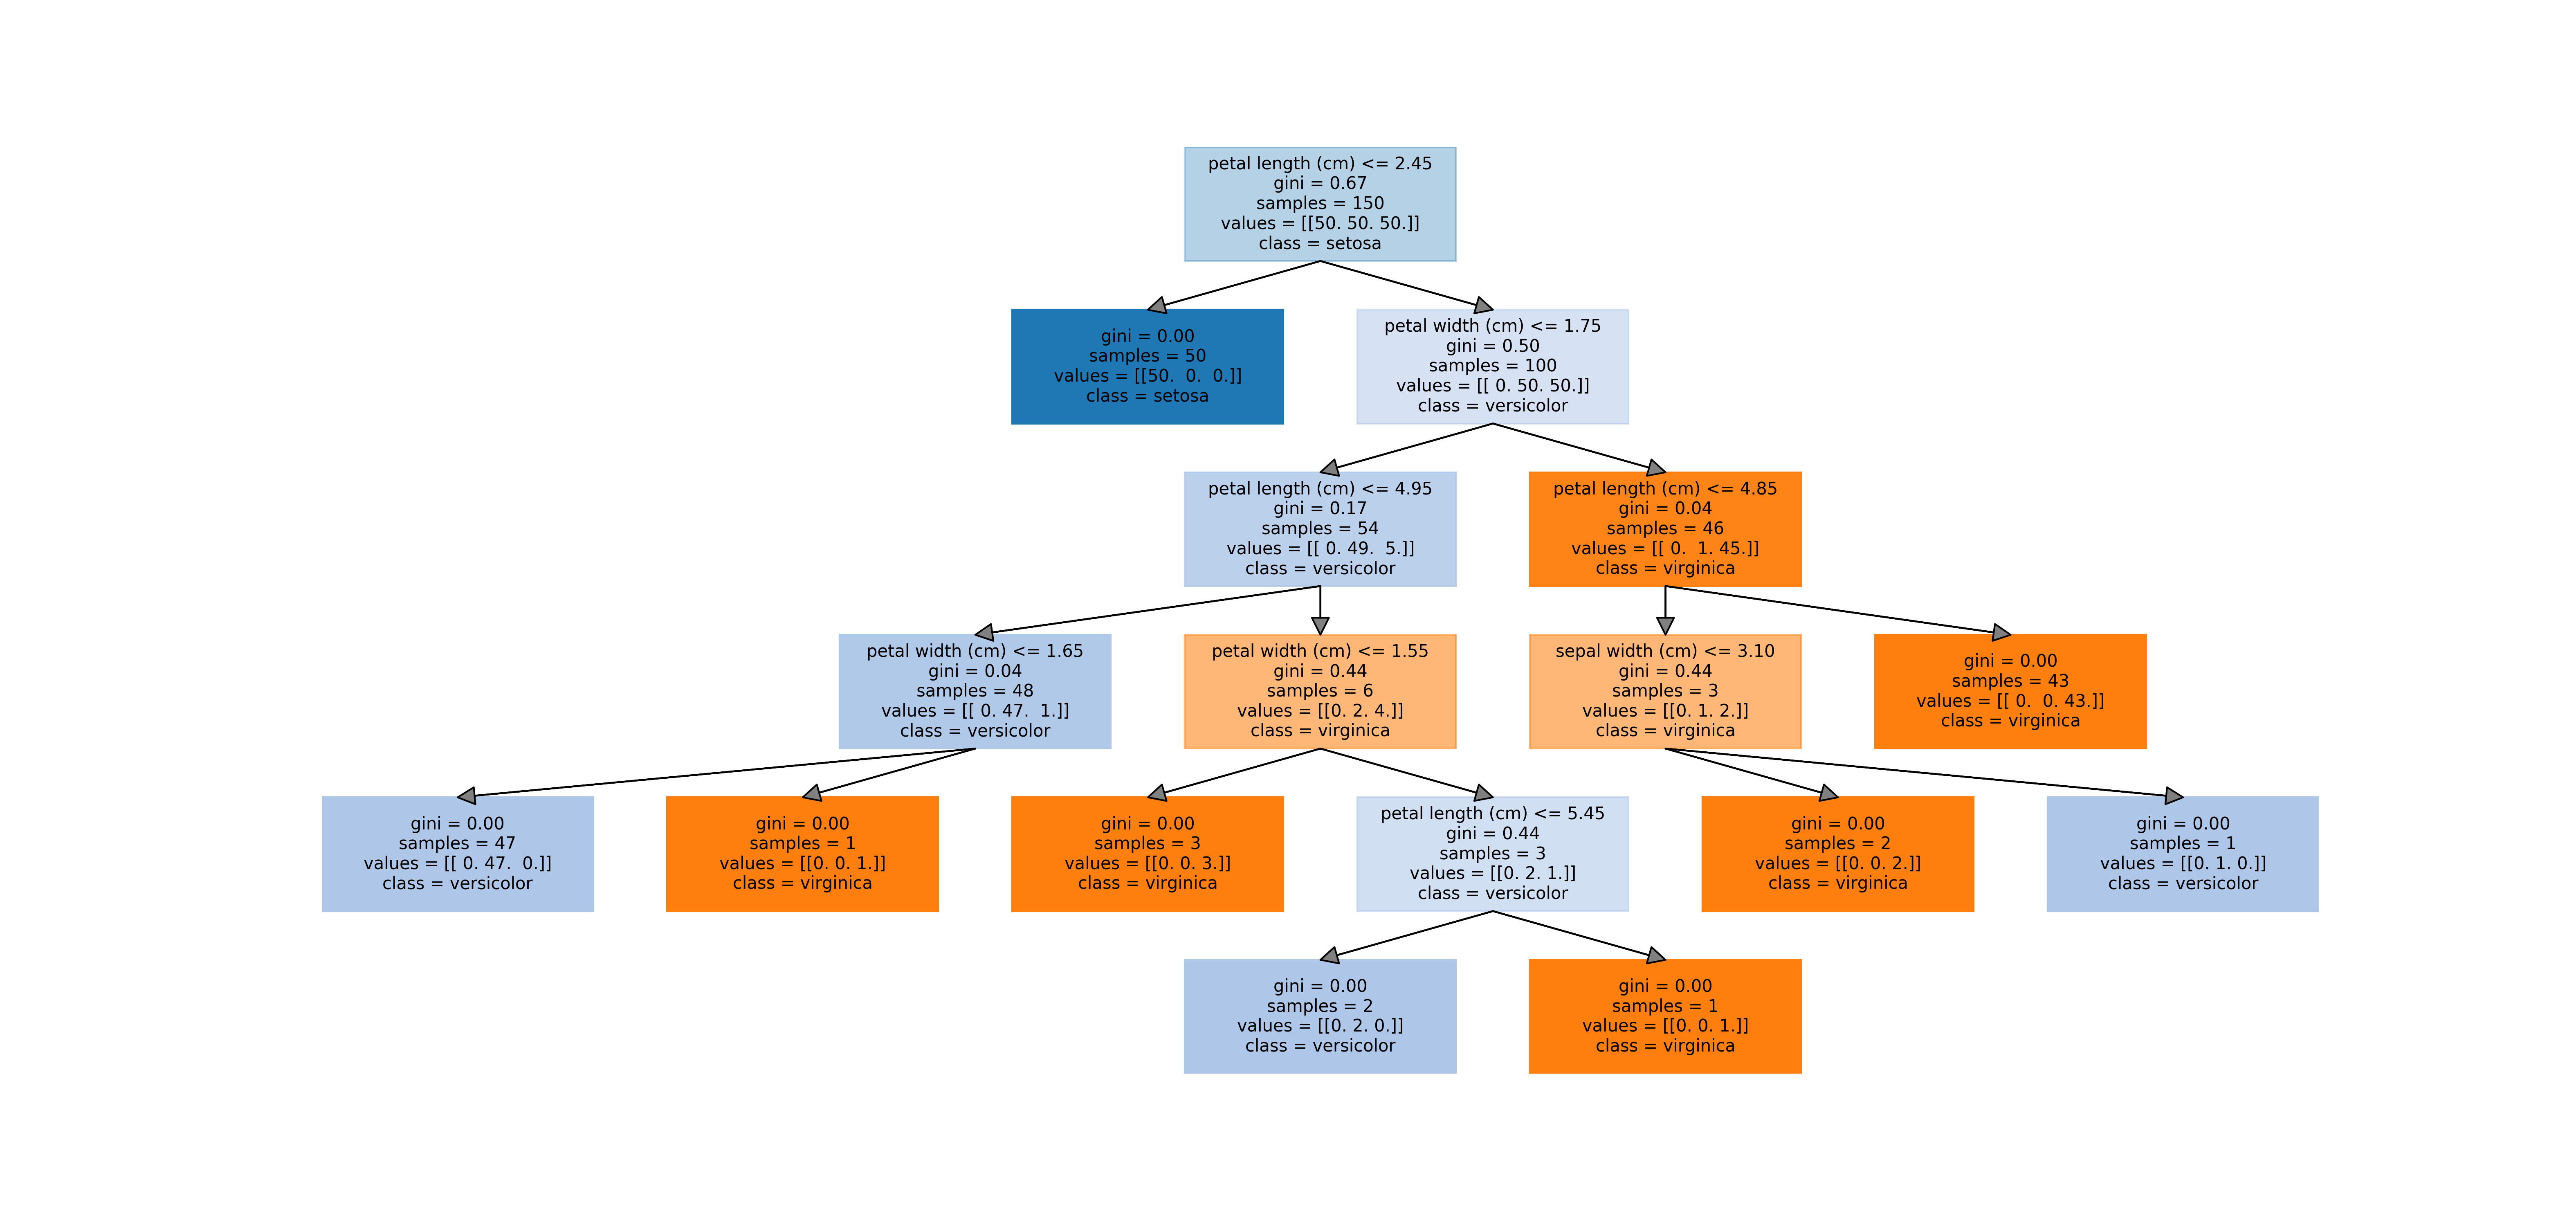 petal length (cm) <= 2.45
gini = 0.67
samples = 150
values = [[50. 50. 50.]]
class = setosa
gini = 0.00
samples = 50
values = [[50.  0.  0.]]
class = setosa
petal width (cm) <= 1.75
gini = 0.50
samples = 100
values = [[ 0. 50. 50.]]
class = versicolor
petal length (cm) <= 4.95
gini = 0.17
samples = 54
values = [[ 0. 49.  5.]]
class = versicolor
petal length (cm) <= 4.85
gini = 0.04
samples = 46
values = [[ 0.  1. 45.]]
class = virginica
petal width (cm) <= 1.65
gini = 0.04
samples = 48
values = [[ 0. 47.  1.]]
class = versicolor
petal width (cm) <= 1.55
gini = 0.44
samples = 6
values = [[0. 2. 4.]]
class = virginica
sepal width (cm) <= 3.10
gini = 0.44
samples = 3
values = [[0. 1. 2.]]
class = virginica
gini = 0.00
samples = 43
values = [[ 0.  0. 43.]]
class = virginica
gini = 0.00
samples = 47
values = [[ 0. 47.  0.]]
class = versicolor
gini = 0.00
samples = 1
values = [[0. 0. 1.]]
class = virginica
gini = 0.00
samples = 3
values = [[0. 0. 3.]]
class = virginica
petal length (cm) <= 5.45
gini = 0.44
samples = 3
values = [[0. 2. 1.]]
class = versicolor
gini = 0.00
samples = 2
values = [[0. 0. 2.]]
class = virginica
gini = 0.00
samples = 1
values = [[0. 1. 0.]]
class = versicolor
gini = 0.00
samples = 2
values = [[0. 2. 0.]]
class = versicolor
gini = 0.00
samples = 1
values = [[0. 0. 1.]]
class = virginica